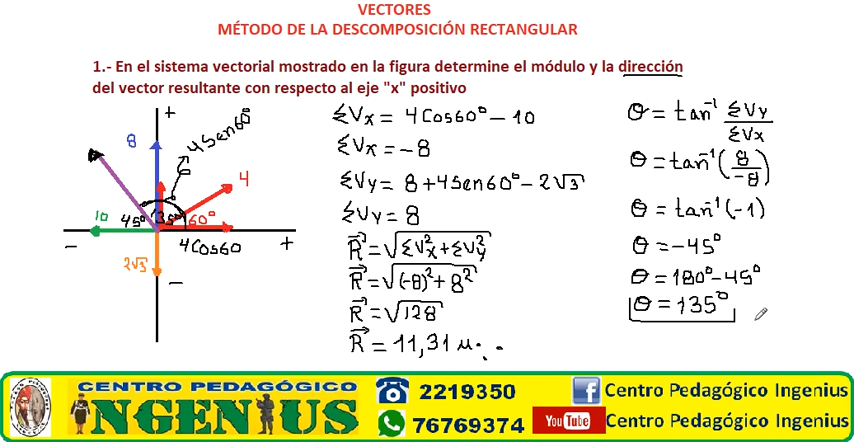 VECTORES
MÉTODO DE LA DESCOMPOSICIÓN RECTANGULAR
1.- En el sistema vectorial mostrado en la figura determine el módulo y la dirección
del vector resultante con respecto al eje "x" positivo
+
8
4Sen60°
4
10
45°
135°
60°
-
4Cos60
+
2√3
-
ΣVx = 4Cos60° - 10
ΣVx = -8
ΣVy = 8 + 4Sen60° - 2√3
ΣVy = 8
R⃗ = √(ΣVx² + ΣVy²)
R⃗ = √((-8)² + 8²)
R⃗ = √128
R⃗ = 11,31 u.
θ = tan⁻¹ ΣVy/ΣVx
θ = tan⁻¹(8/-8)
θ = tan⁻¹(-1)
θ = -45°
θ = 180° - 45°
θ = 135°
CENTRO PEDAGÓGICO
INGENIUS
2219350
76769374
Centro Pedagógico Ingenius
YouTube Centro Pedagógico Ingenius